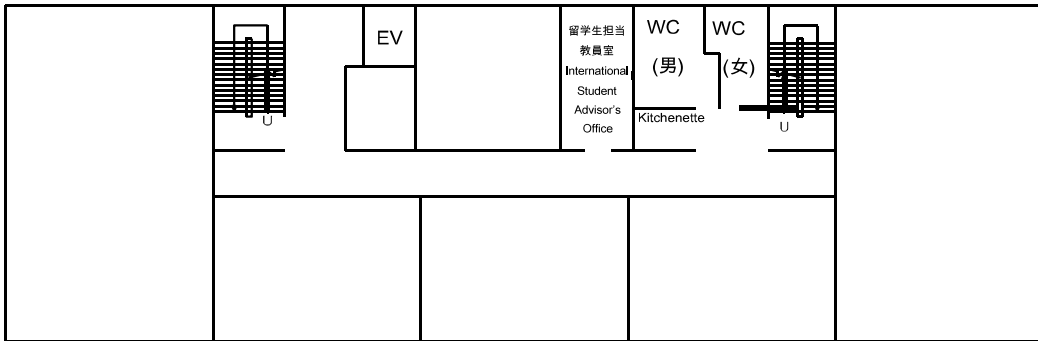 EV
留学生担当
教員室
International
Student
Advisor's
Office
WC
(男)
WC
(女)
Kitchenette
U
U